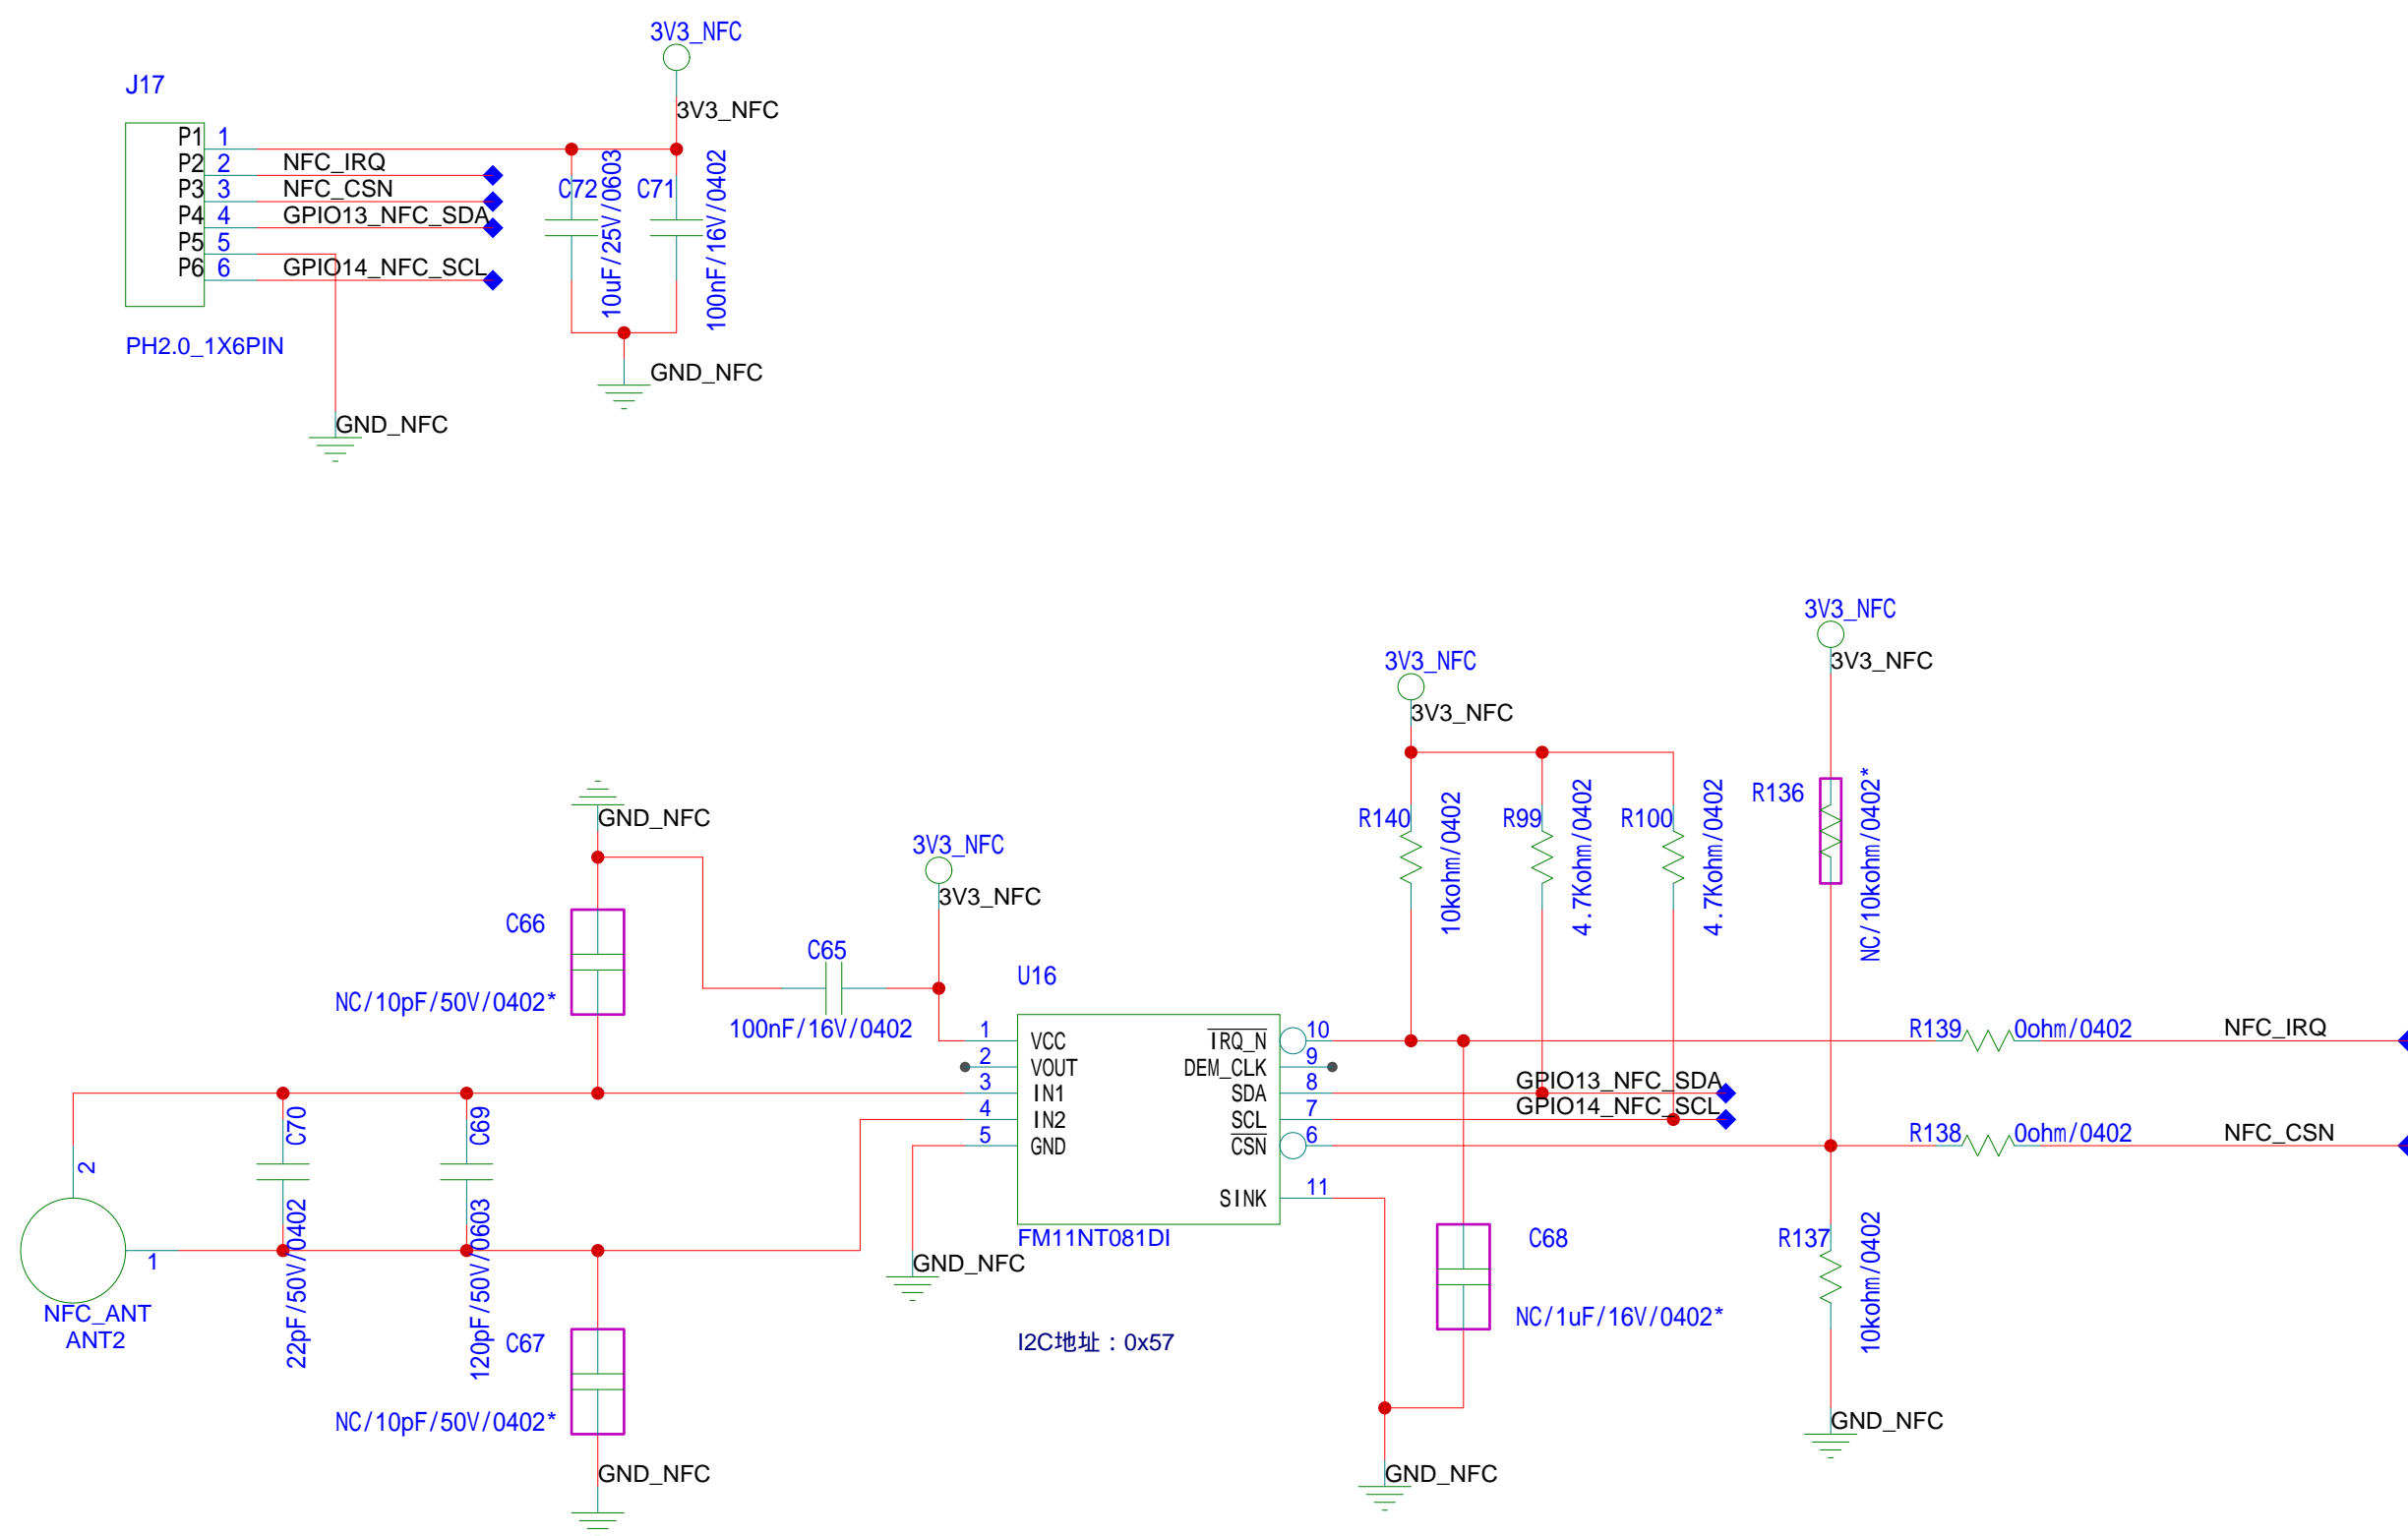 3V3_NFC
3V3_NFC
J17
P1 1
P2 2 NFC_IRQ
P3 3 NFC_CSN
P4 4 GPIO13_NFC_SDA
P5 5
P6 6 GPIO14_NFC_SCL
PH2.0_1X6PIN
GND_NFC
C72
10uF/25V/0603
C71
100nF/16V/0402
GND_NFC
GND_NFC
C66
NC/10pF/50V/0402*
C65
100nF/16V/0402
3V3_NFC
3V3_NFC
C70
22pF/50V/0402
C69
120pF/50V/0603
2
1
NFC_ANT
ANT2
C67
NC/10pF/50V/0402*
GND_NFC
U16
1 VCC
2 VOUT
3 IN1
4 IN2
5 GND
IRQ_N 10
DEM_CLK 9
SDA 8
SCL 7
CSN 6
SINK 11
FM11NT081DI
GND_NFC
I2C地址：0x57
3V3_NFC
3V3_NFC
R140
10kohm/0402
R99
4.7Kohm/0402
R100
4.7Kohm/0402
GPIO13_NFC_SDA
GPIO14_NFC_SCL
3V3_NFC
3V3_NFC
R136
NC/10kohm/0402*
R139 0ohm/0402 NFC_IRQ
R138 0ohm/0402 NFC_CSN
C68
NC/1uF/16V/0402*
GND_NFC
R137
10kohm/0402
GND_NFC